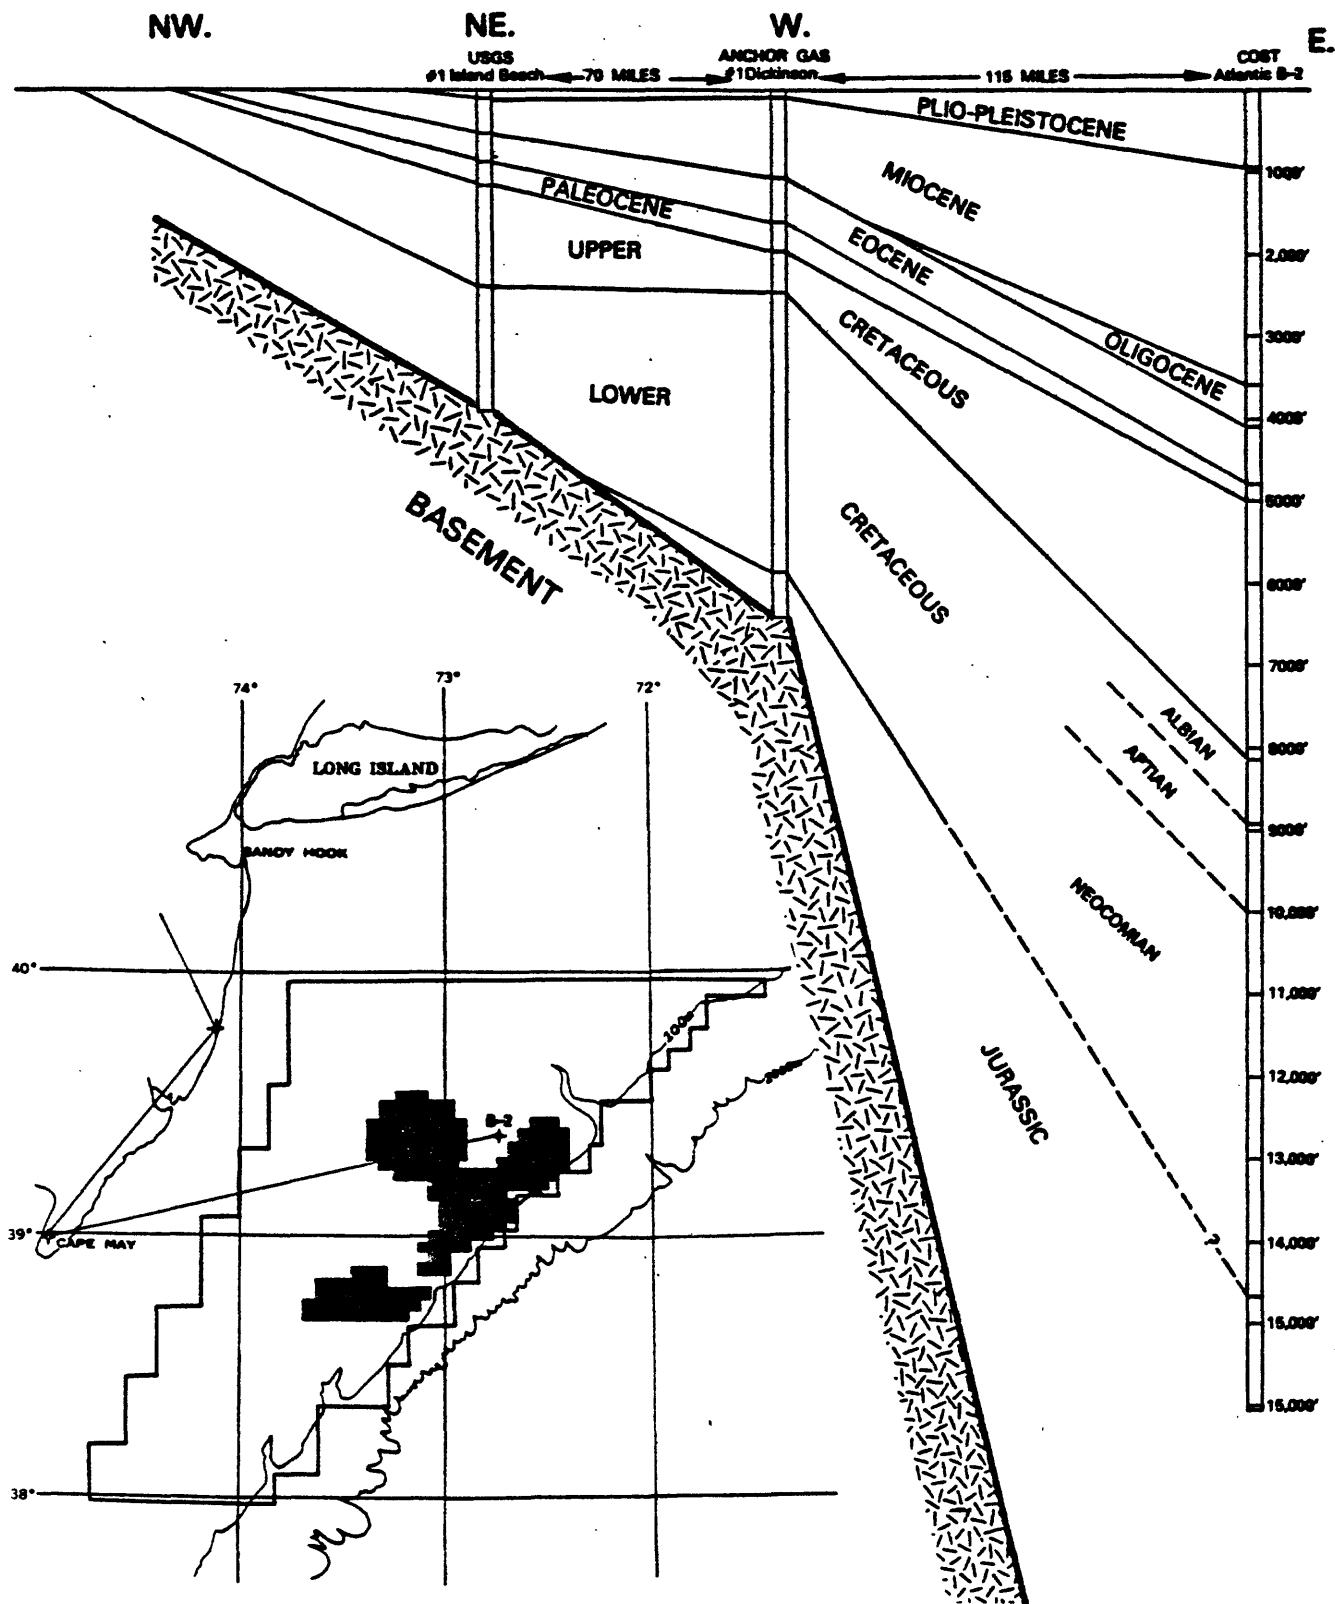 NW.
NE.
W.
E.
USGS
#1 Island Beach
70 MILES
ANCHOR GAS
#1 Dickinson
115 MILES
COST
Atlantic B-2
PLIO-PLEISTOCENE
MIOCENE
PALEOCENE
UPPER
EOCENE
OLIGOCENE
CRETACEOUS
LOWER
CRETACEOUS
BASEMENT
ALBIAN
APTIAN
NEOCOMIAN
JURASSIC
?
1000'
2,000'
3000'
4000'
5000'
6000'
7000'
8000'
9000'
10,000'
11,000'
12,000'
13,000'
14,000'
15,000'
15,000'
74°
73°
72°
LONG ISLAND
SANDY HOOK
40°
200m
2000m
B-2
39°
CAPE MAY
38°